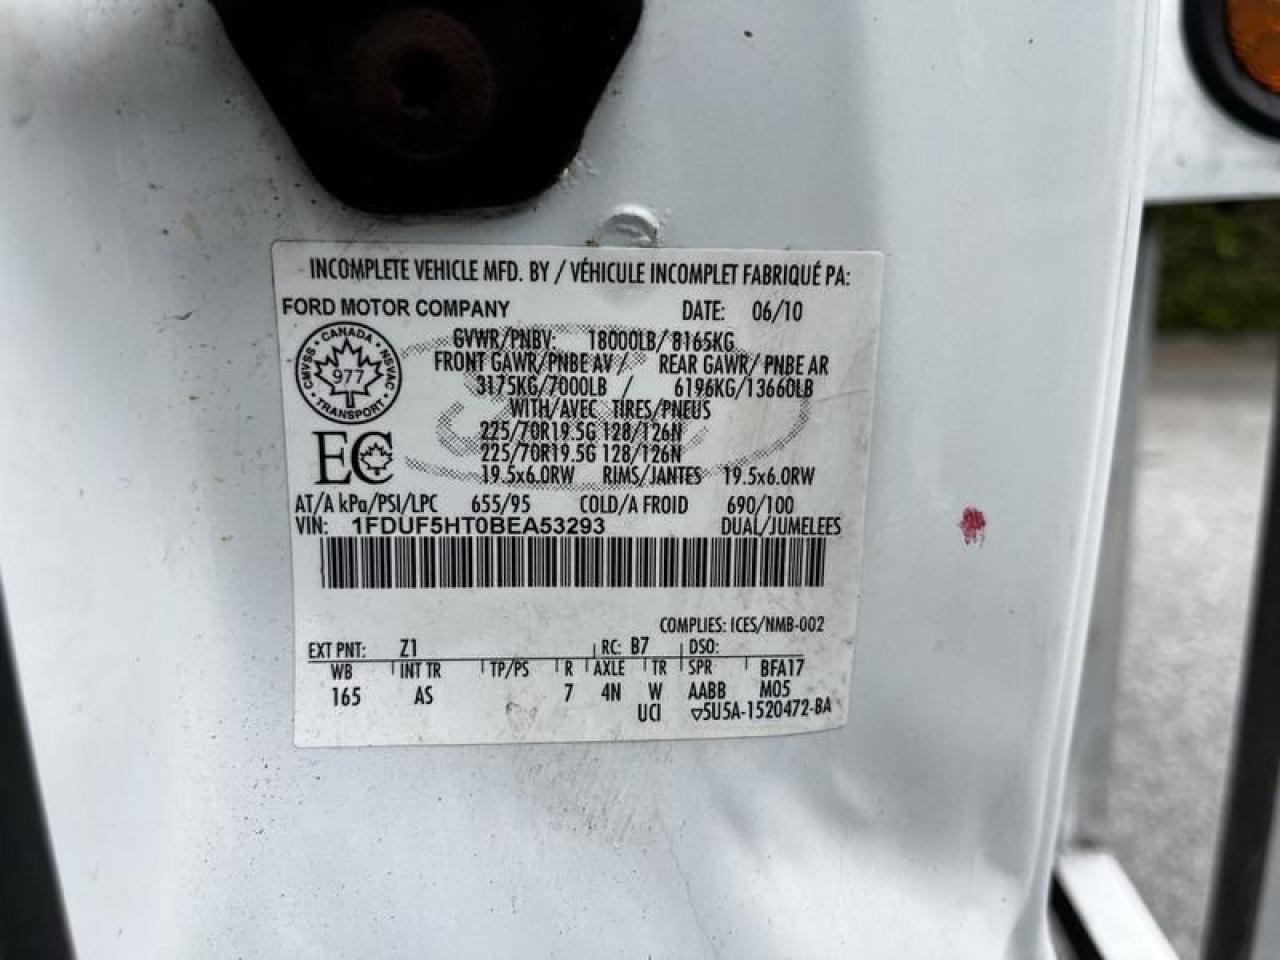 INCOMPLETE VEHICLE MFD. BY / VÉHICULE INCOMPLET FABRIQUÉ PA:
FORD MOTOR COMPANY DATE: 06/10
GVWR/PNBV: 18000LB/8165KG
CANADA
CMVSS NSVAC
977
TRANSPORT
FRONT GAWR/PNBE AV / REAR GAWR/PNBE AR
3175KG/7000LB / 6196KG/13660LB
WITH/AVEC TIRES/PNEUS
225/70R19.5G 128/126N
225/70R19.5G 128/126N
EC
19.5x6.0RW RIMS/JANTES 19.5x6.0RW
AT/A kPa/PSI/LPC 655/95 COLD/A FROID 690/100
VIN: 1FDUF5HT0BEA53293 DUAL/JUMELEES
COMPLIES: ICES/NMB-002
EXT PNT: Z1 RC: B7 DSO:
WB INT TR TP/PS R AXLE TR SPR BFA17
165 AS 7 4N W AABB M05
UCI ▽5U5A-1520472-BA